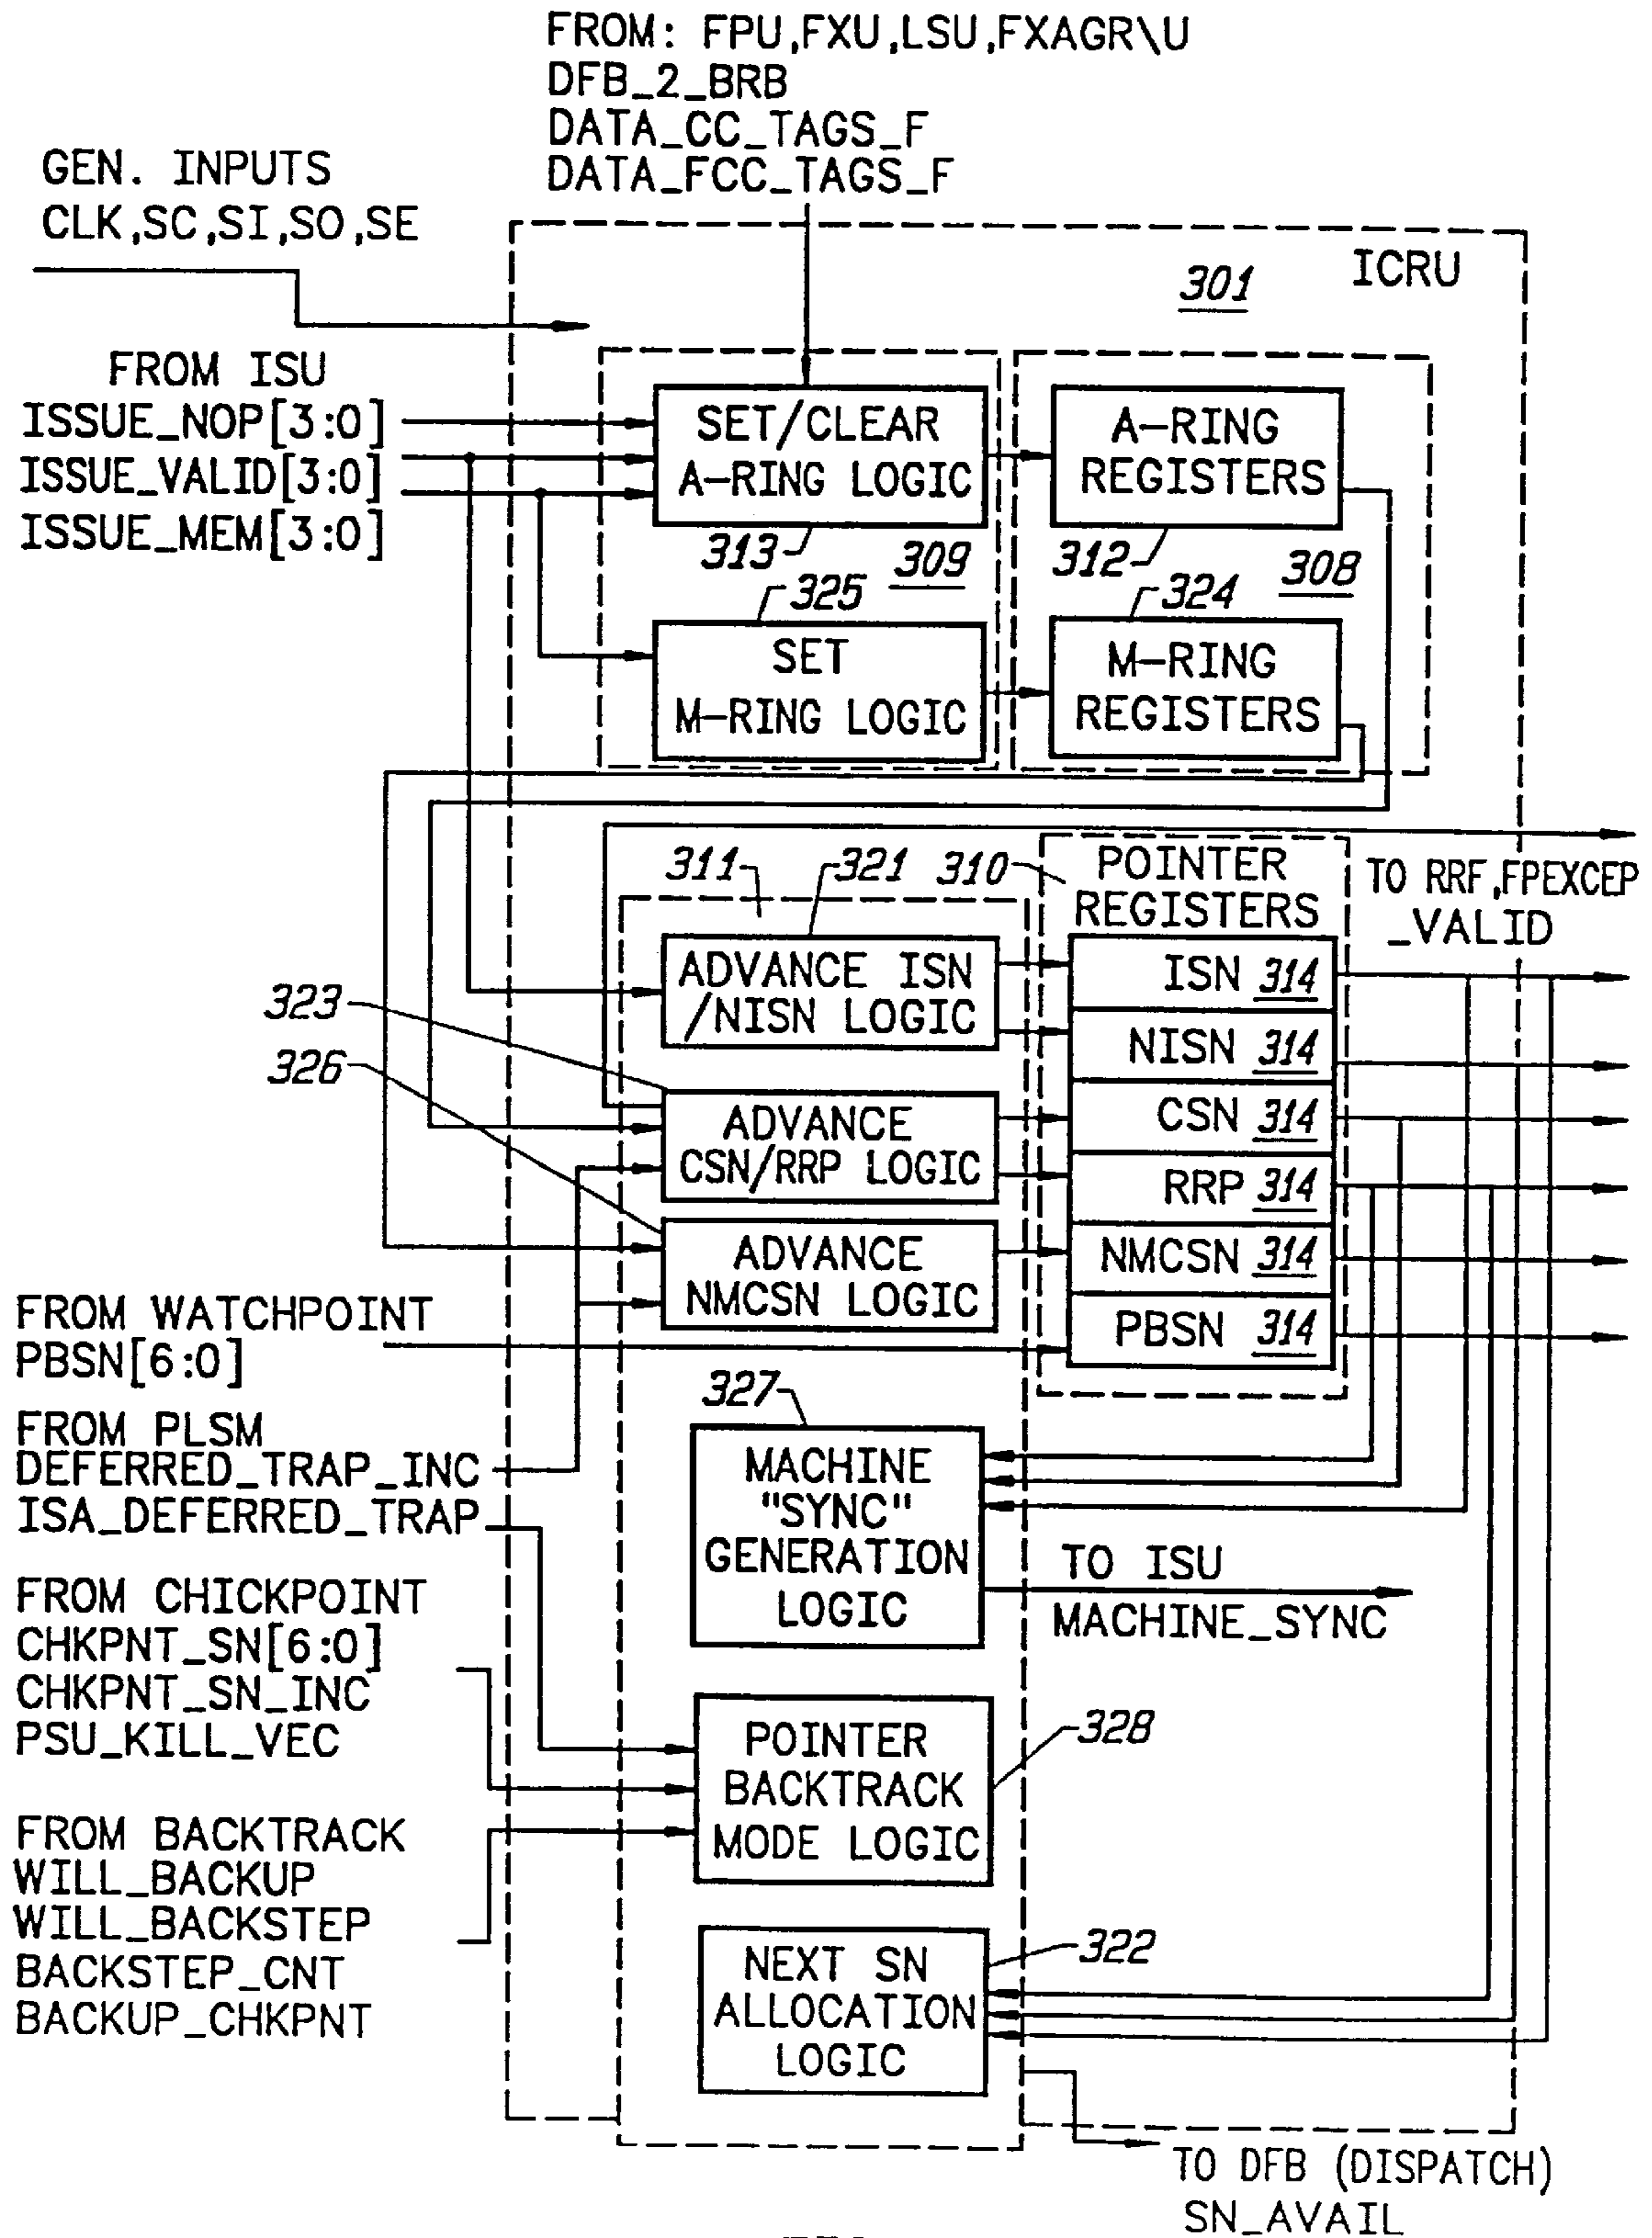 FROM: FPU,FXU,LSU,FXAGR\U
DFB_2_BRB
DATA_CC_TAGS_F
DATA_FCC_TAGS_F
GEN. INPUTS
CLK,SC,SI,SO,SE
ICRU
301
FROM ISU
ISSUE_NOP[3:0]
ISSUE_VALID[3:0]
ISSUE_MEM[3:0]
SET/CLEAR
A-RING LOGIC
313
309
A-RING
REGISTERS
312
308
325
SET
M-RING LOGIC
324
M-RING
REGISTERS
311
321
310
POINTER
REGISTERS
TO RRF,FPEXCEP
_VALID
ADVANCE ISN
/NISN LOGIC
ISN 314
NISN 314
323
326
ADVANCE
CSN/RRP LOGIC
CSN 314
RRP 314
ADVANCE
NMCSN LOGIC
NMCSN 314
PBSN 314
FROM WATCHPOINT
PBSN[6:0]
327
FROM PLSM
DEFERRED_TRAP_INC
ISA_DEFERRED_TRAP
MACHINE
"SYNC"
GENERATION
LOGIC
TO ISU
MACHINE_SYNC
FROM CHICKPOINT
CHKPNT_SN[6:0]
CHKPNT_SN_INC
PSU_KILL_VEC
POINTER
BACKTRACK
MODE LOGIC
328
FROM BACKTRACK
WILL_BACKUP
WILL_BACKSTEP
BACKSTEP_CNT
BACKUP_CHKPNT
NEXT SN
ALLOCATION
LOGIC
322
TO DFB (DISPATCH)
SN_AVAIL